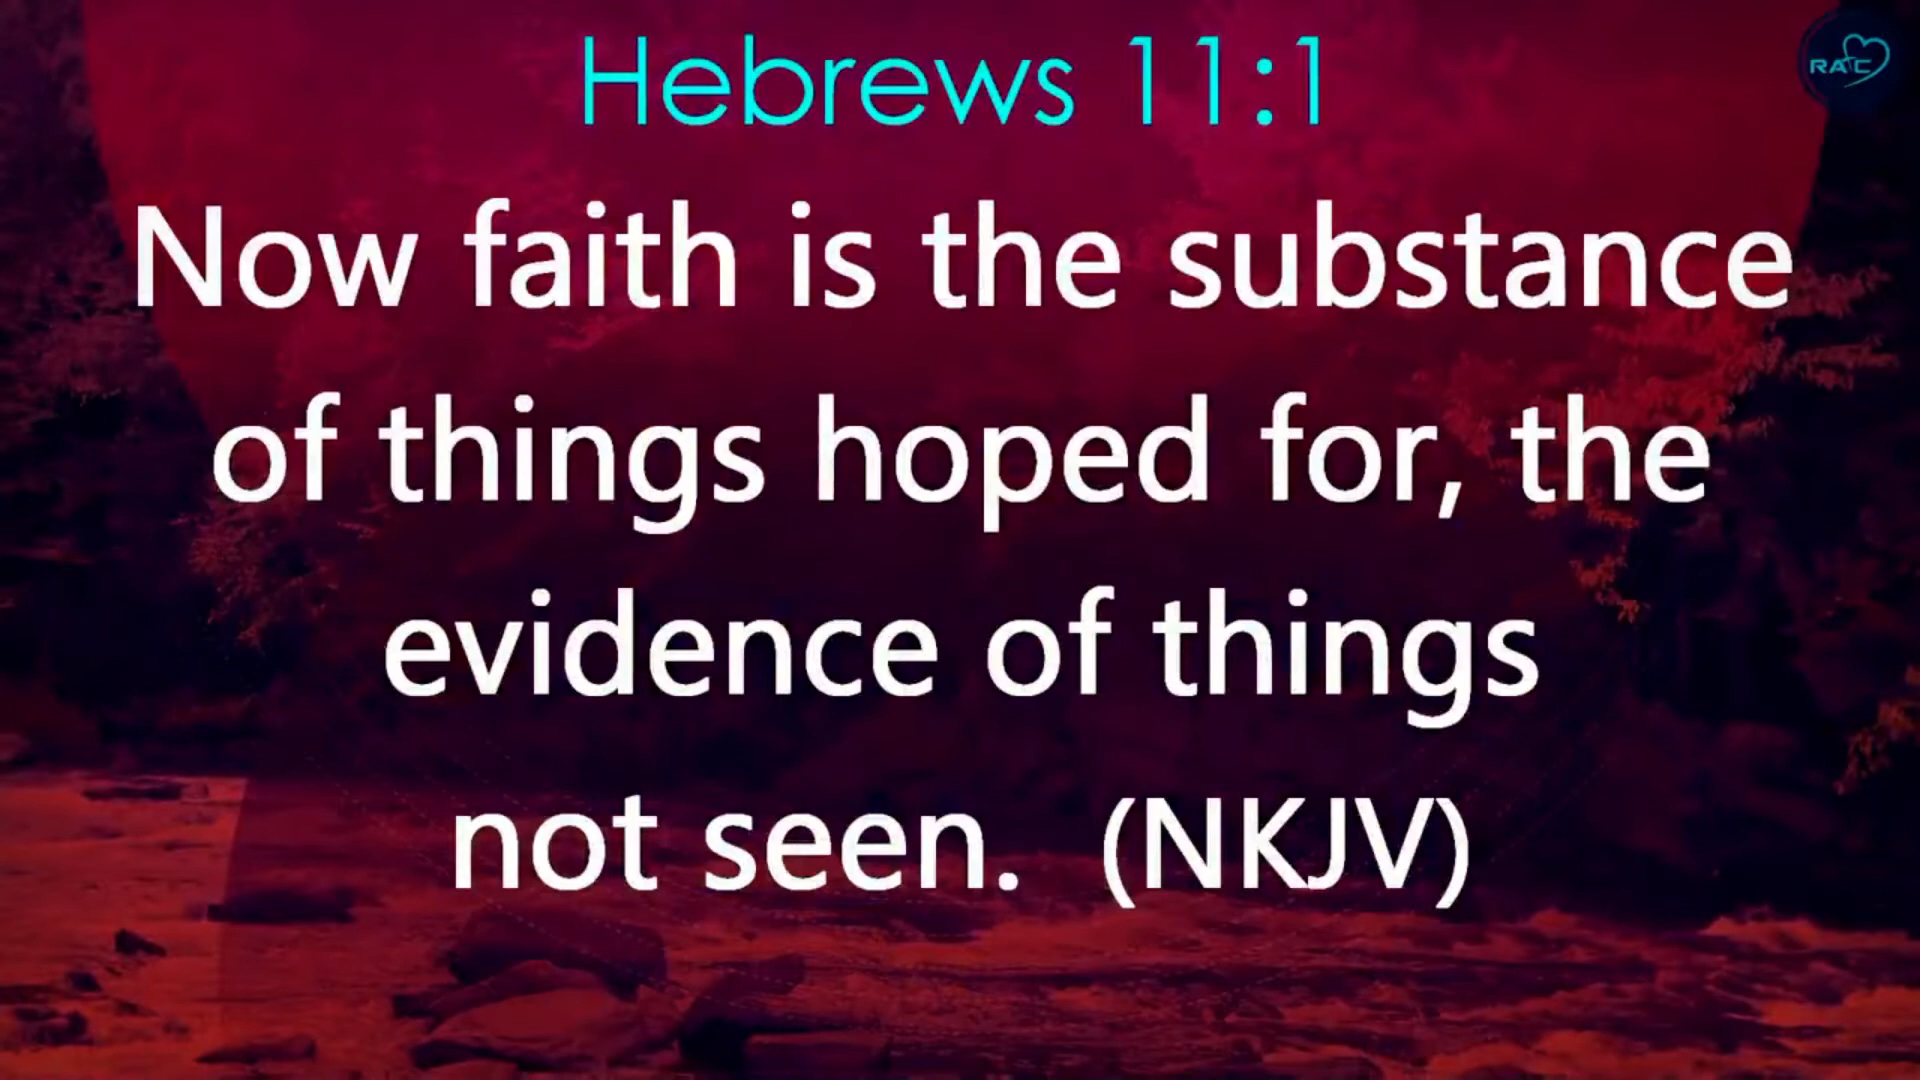 Hebrews 11:1
RAC
Now faith is the substance
of things hoped for, the
evidence of things
not seen. (NKJV)